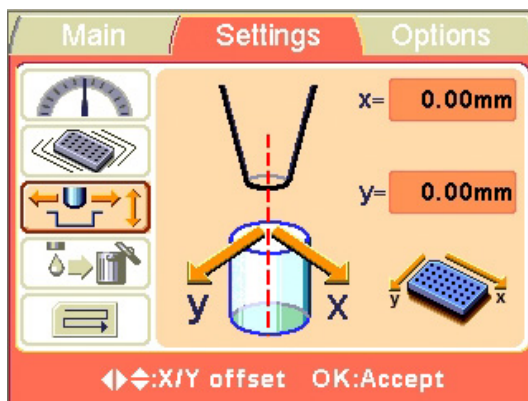 Main Settings Options
x= 0.00mm
y= 0.00mm
y x
y x
◀▶◆:X/Y offset OK:Accept